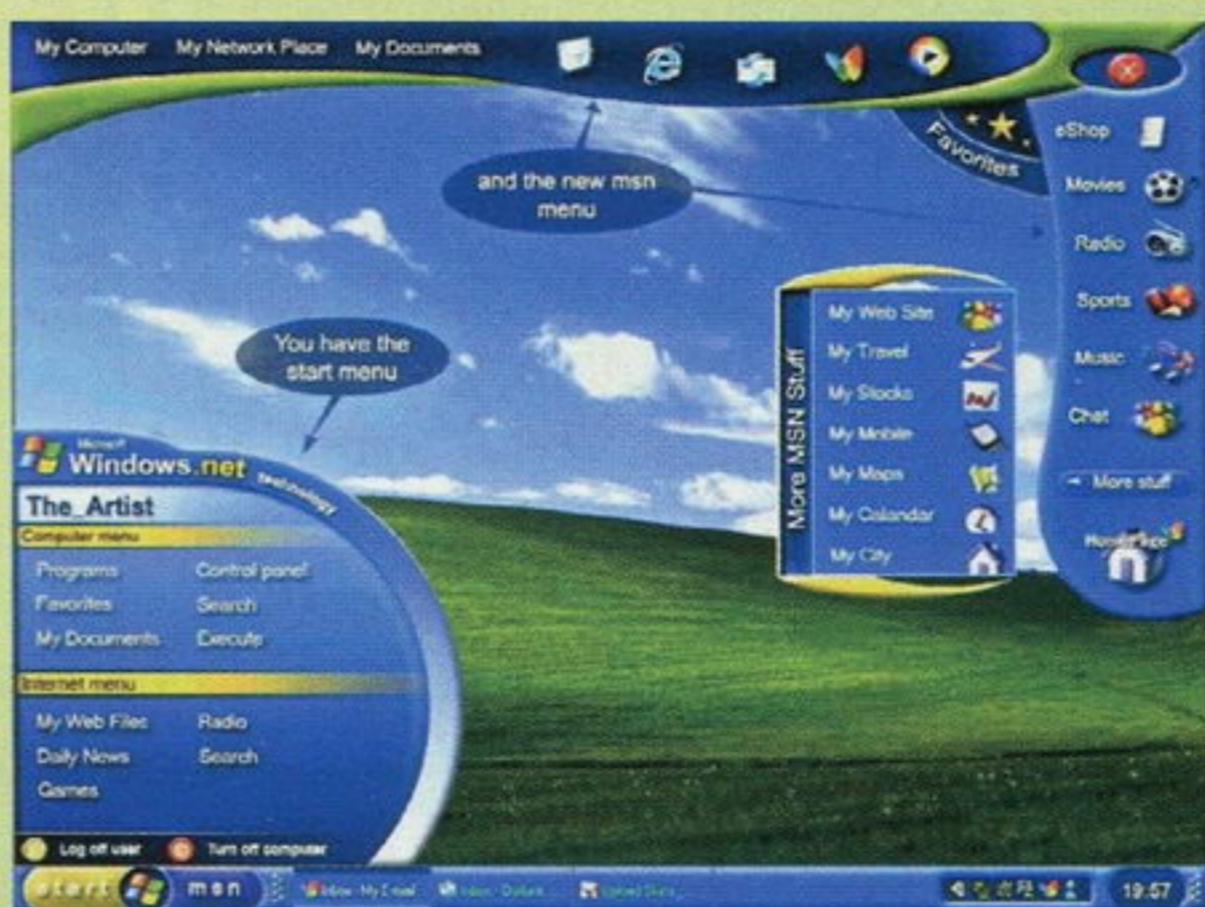 My Computer My Network Place My Documents
and the new msn
menu
Favorites
eShop
Movies
Radio
Sports
Music
Chat
More stuff
More MSN Stuff
My Web Site
My Travel
My Stocks
My Mobile
My Maps
My Calandar
My City
You have the
start menu
Microsoft
Windows.net technology
The_Artist
Computer menu
Programs Control panel
Favorites Search
My Documents Execute
Internet menu
My Web Files Radio
Daily News Search
Games
Log off user Turn off computer
start msn 19:57